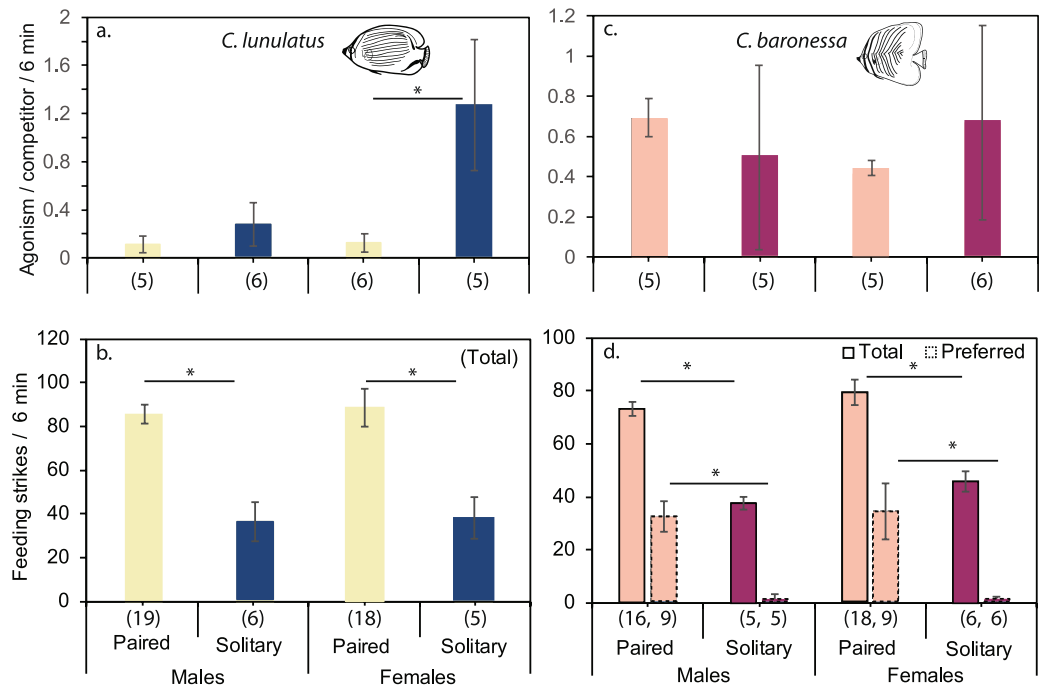 a.
C. lunulatus
*
2
1.6
1.2
0.8
0.4
0
Agonism / competitor / 6 min
(5) (6) (6) (5)
c.
C. baronessa
1.2
1
0.8
0.6
0.4
0.2
0
(5) (5) (5) (6)
b.
(Total)
* *
120
100
80
60
40
20
0
Feeding strikes / 6 min
(19) (6) (18) (5)
Paired Solitary Paired Solitary
Males Females
d.
Total Preferred
* *
* *
100
80
60
40
20
0
(16, 9) (5, 5) (18,9) (6, 6)
Paired Solitary Paired Solitary
Males Females